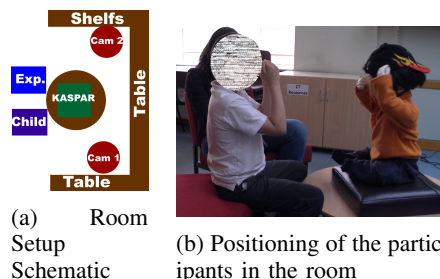 Shelfs
Cam 2
Exp.
KASPAR
Table
Child
Cam 1
Table
(a) Room
Setup
Schematic
(b) Positioning of the partic
ipants in the room